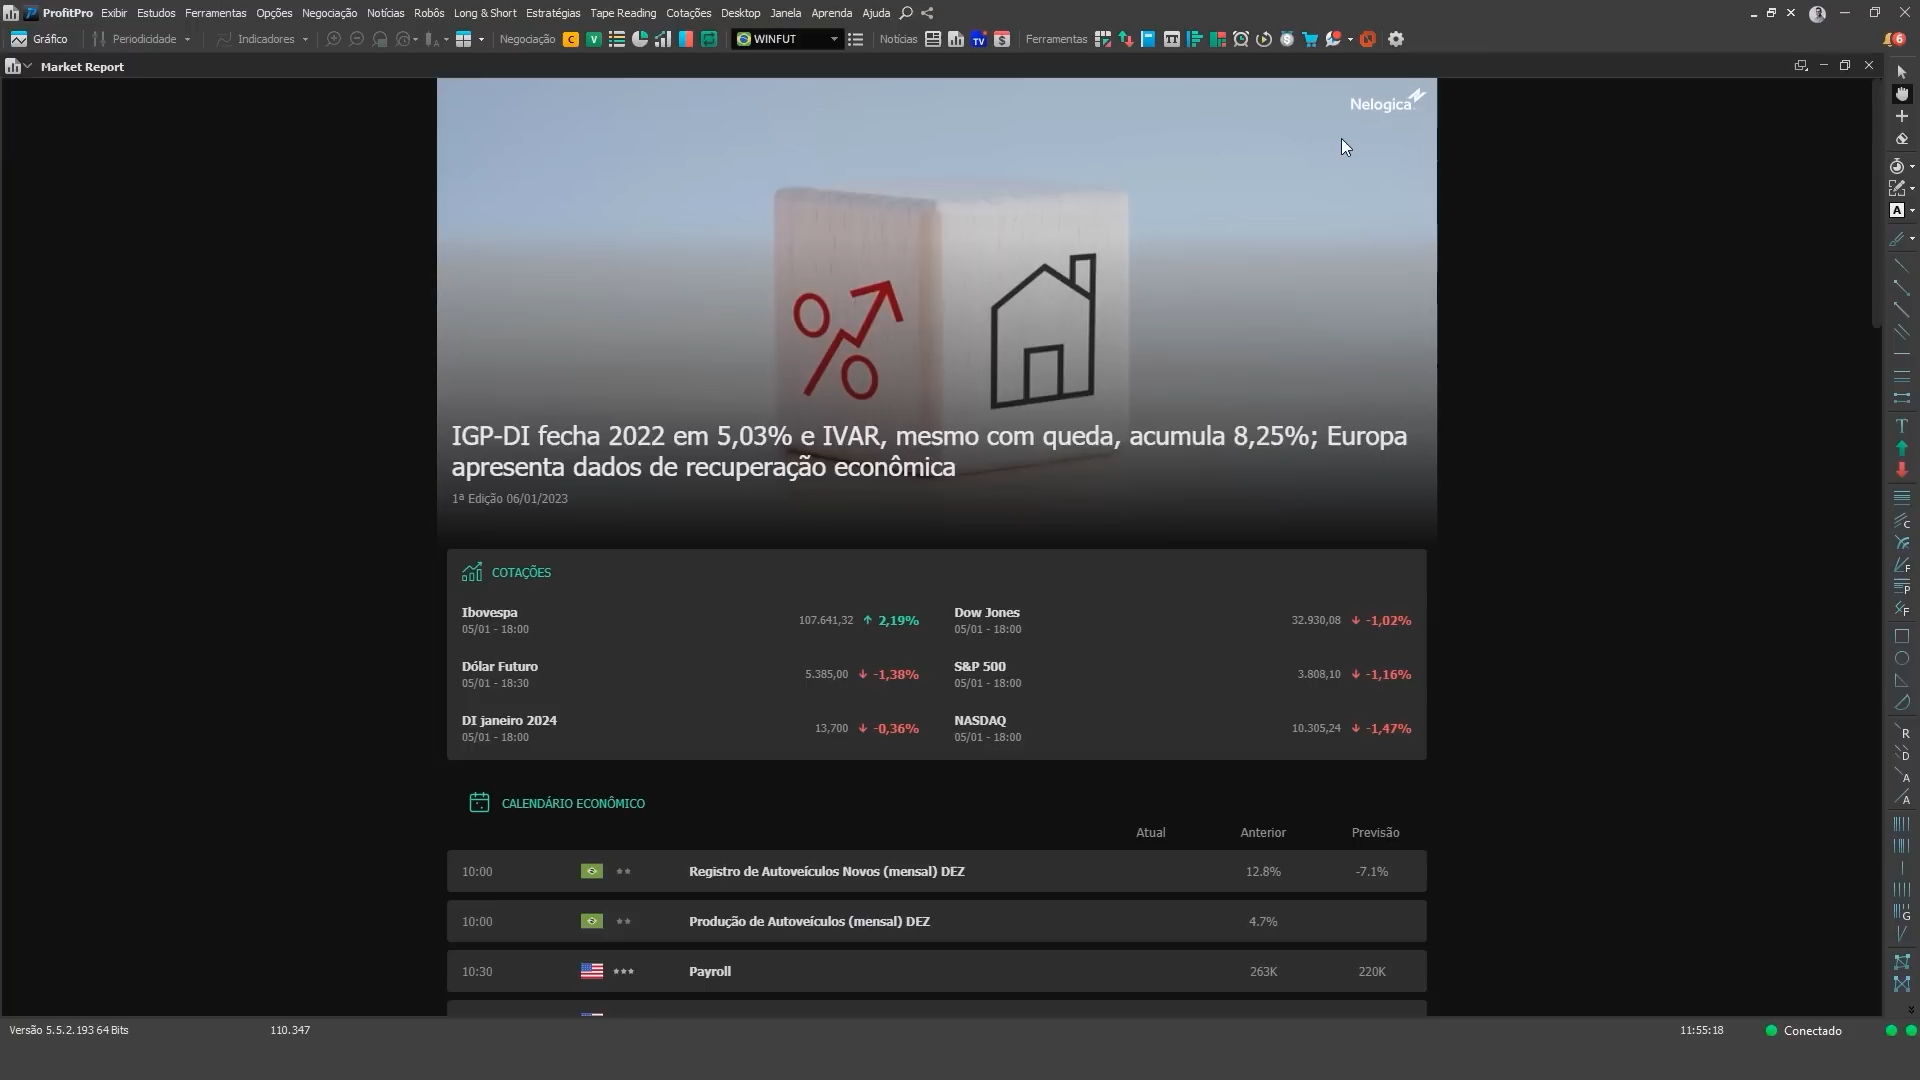 ProfitPro Exibir Estudos Ferramentas Opções Negociação Notícias Robôs Long & Short Estratégias Tape Reading Cotações Desktop Janela Aprenda Ajuda
Gráfico Periodicidade Indicadores Negociação C V WINFUT Notícias TV $ Ferramentas 6
Market Report
Nelogica
IGP-DI fecha 2022 em 5,03% e IVAR, mesmo com queda, acumula 8,25%; Europa
apresenta dados de recuperação econômica
1ª Edição 06/01/2023
COTAÇÕES
Ibovespa 107.641,32 2,19% Dow Jones 32.930,08 -1,02%
05/01 - 18:00 05/01 - 18:00
Dólar Futuro 5.385,00 -1,38% S&P 500 3.808,10 -1,16%
05/01 - 18:30 05/01 - 18:00
DI janeiro 2024 13,700 -0,36% NASDAQ 10.305,24 -1,47%
05/01 - 18:00 05/01 - 18:00
CALENDÁRIO ECONÔMICO
Atual Anterior Previsão
10:00 Registro de Autoveículos Novos (mensal) DEZ 12.8% -7.1%
10:00 Produção de Autoveículos (mensal) DEZ 4.7%
10:30 Payroll 263K 220K
Versão 5.5.2.193 64 Bits 110.347 11:55:18 Conectado